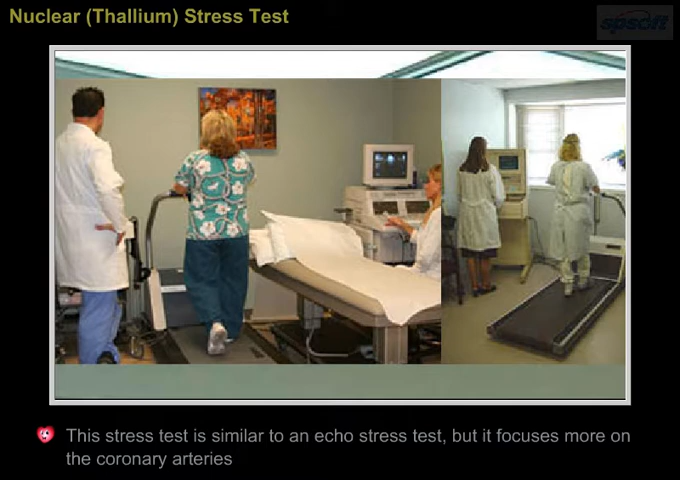 Nuclear (Thallium) Stress Test
spsoft
This stress test is similar to an echo stress test, but it focuses more on
the coronary arteries